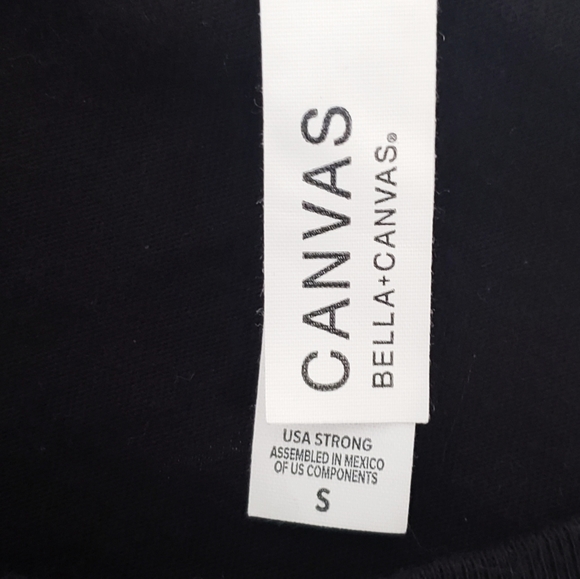 CANVAS
BELLA+CANVAS®
USA STRONG
ASSEMBLED IN MEXICO
OF US COMPONENTS
S